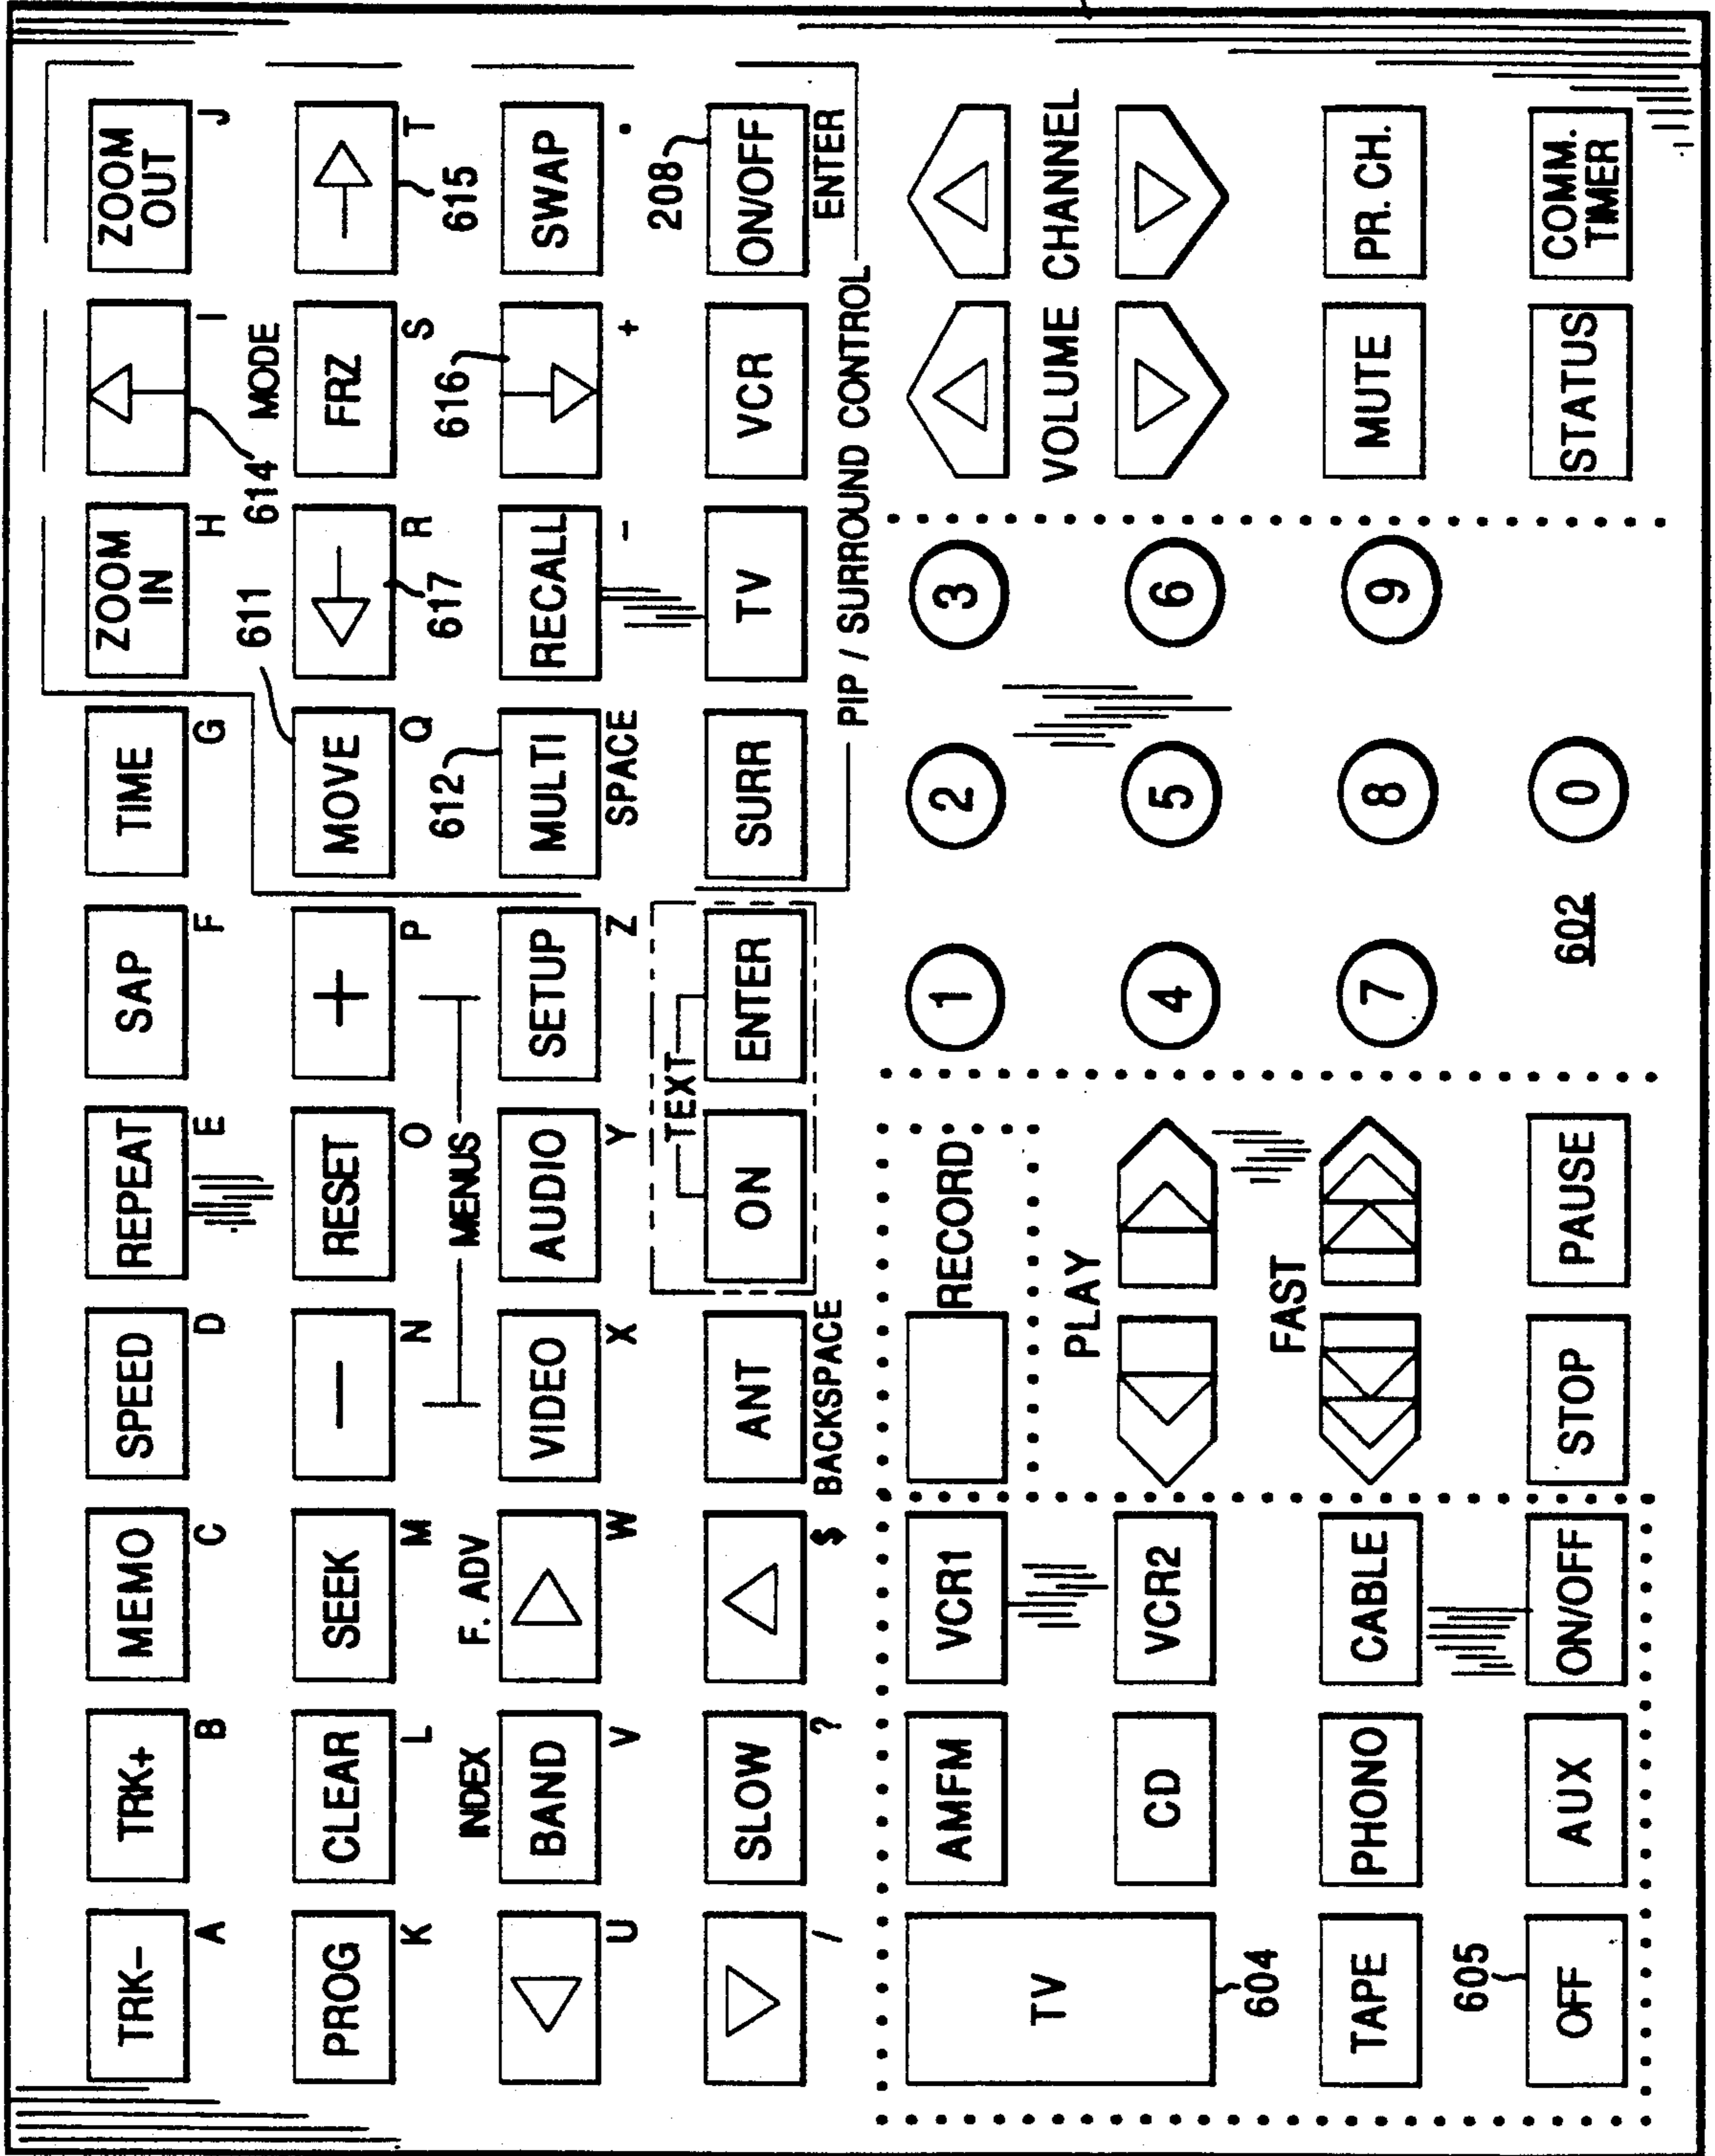 TRK–
TRK+
MEMO
SPEED
REPEAT
SAP
TIME
ZOOM
IN
ZOOM
OUT
A
B
C
D
E
F
G
H
I
J
614
611
MODE
PROG
CLEAR
SEEK
—
RESET
+
MOVE
FRZ
K
L
M
N
O
P
Q
R
S
T
617
615
INDEX
F. ADV
MENUS
612
616
BAND
VIDEO
AUDIO
SETUP
MULTI
RECALL
SWAP
U
V
W
X
Y
Z
SPACE
–
+
.
TEXT
208
SLOW
ANT
ON
ENTER
SURR
TV
VCR
ON/OFF
/
?
$
BACKSPACE
ENTER
PIP / SURROUND CONTROL
TV
AMFM
VCR1
RECORD
1
2
3
PLAY
VOLUME
CHANNEL
CD
VCR2
4
5
6
604
FAST
TAPE
PHONO
CABLE
7
8
9
MUTE
PR. CH.
605
602
OFF
AUX
ON/OFF
STOP
PAUSE
0
STATUS
COMM.
TIMER